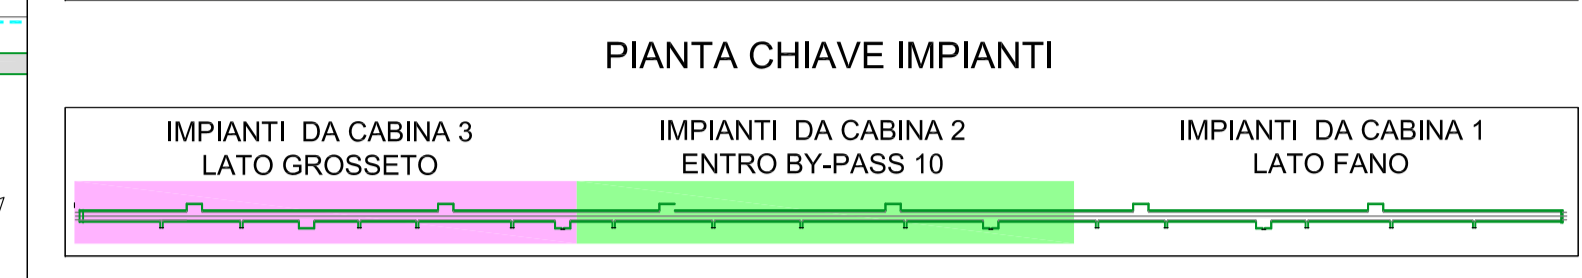 PIANTA CHIAVE IMPIANTI
IMPIANTI DA CABINA 3
LATO GROSSETO
IMPIANTI DA CABINA 2
ENTRO BY-PASS 10
IMPIANTI DA CABINA 1
LATO FANO